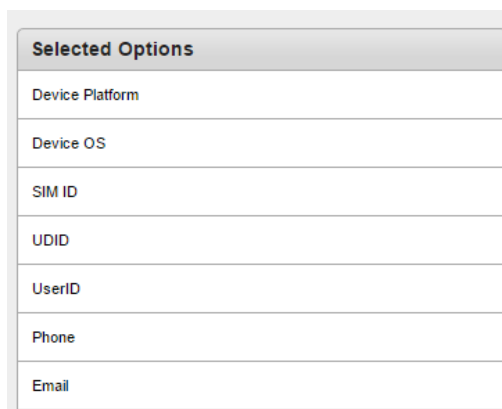 Selected Options
Device Platform
Device OS
SIM ID
UDID
UserID
Phone
Email